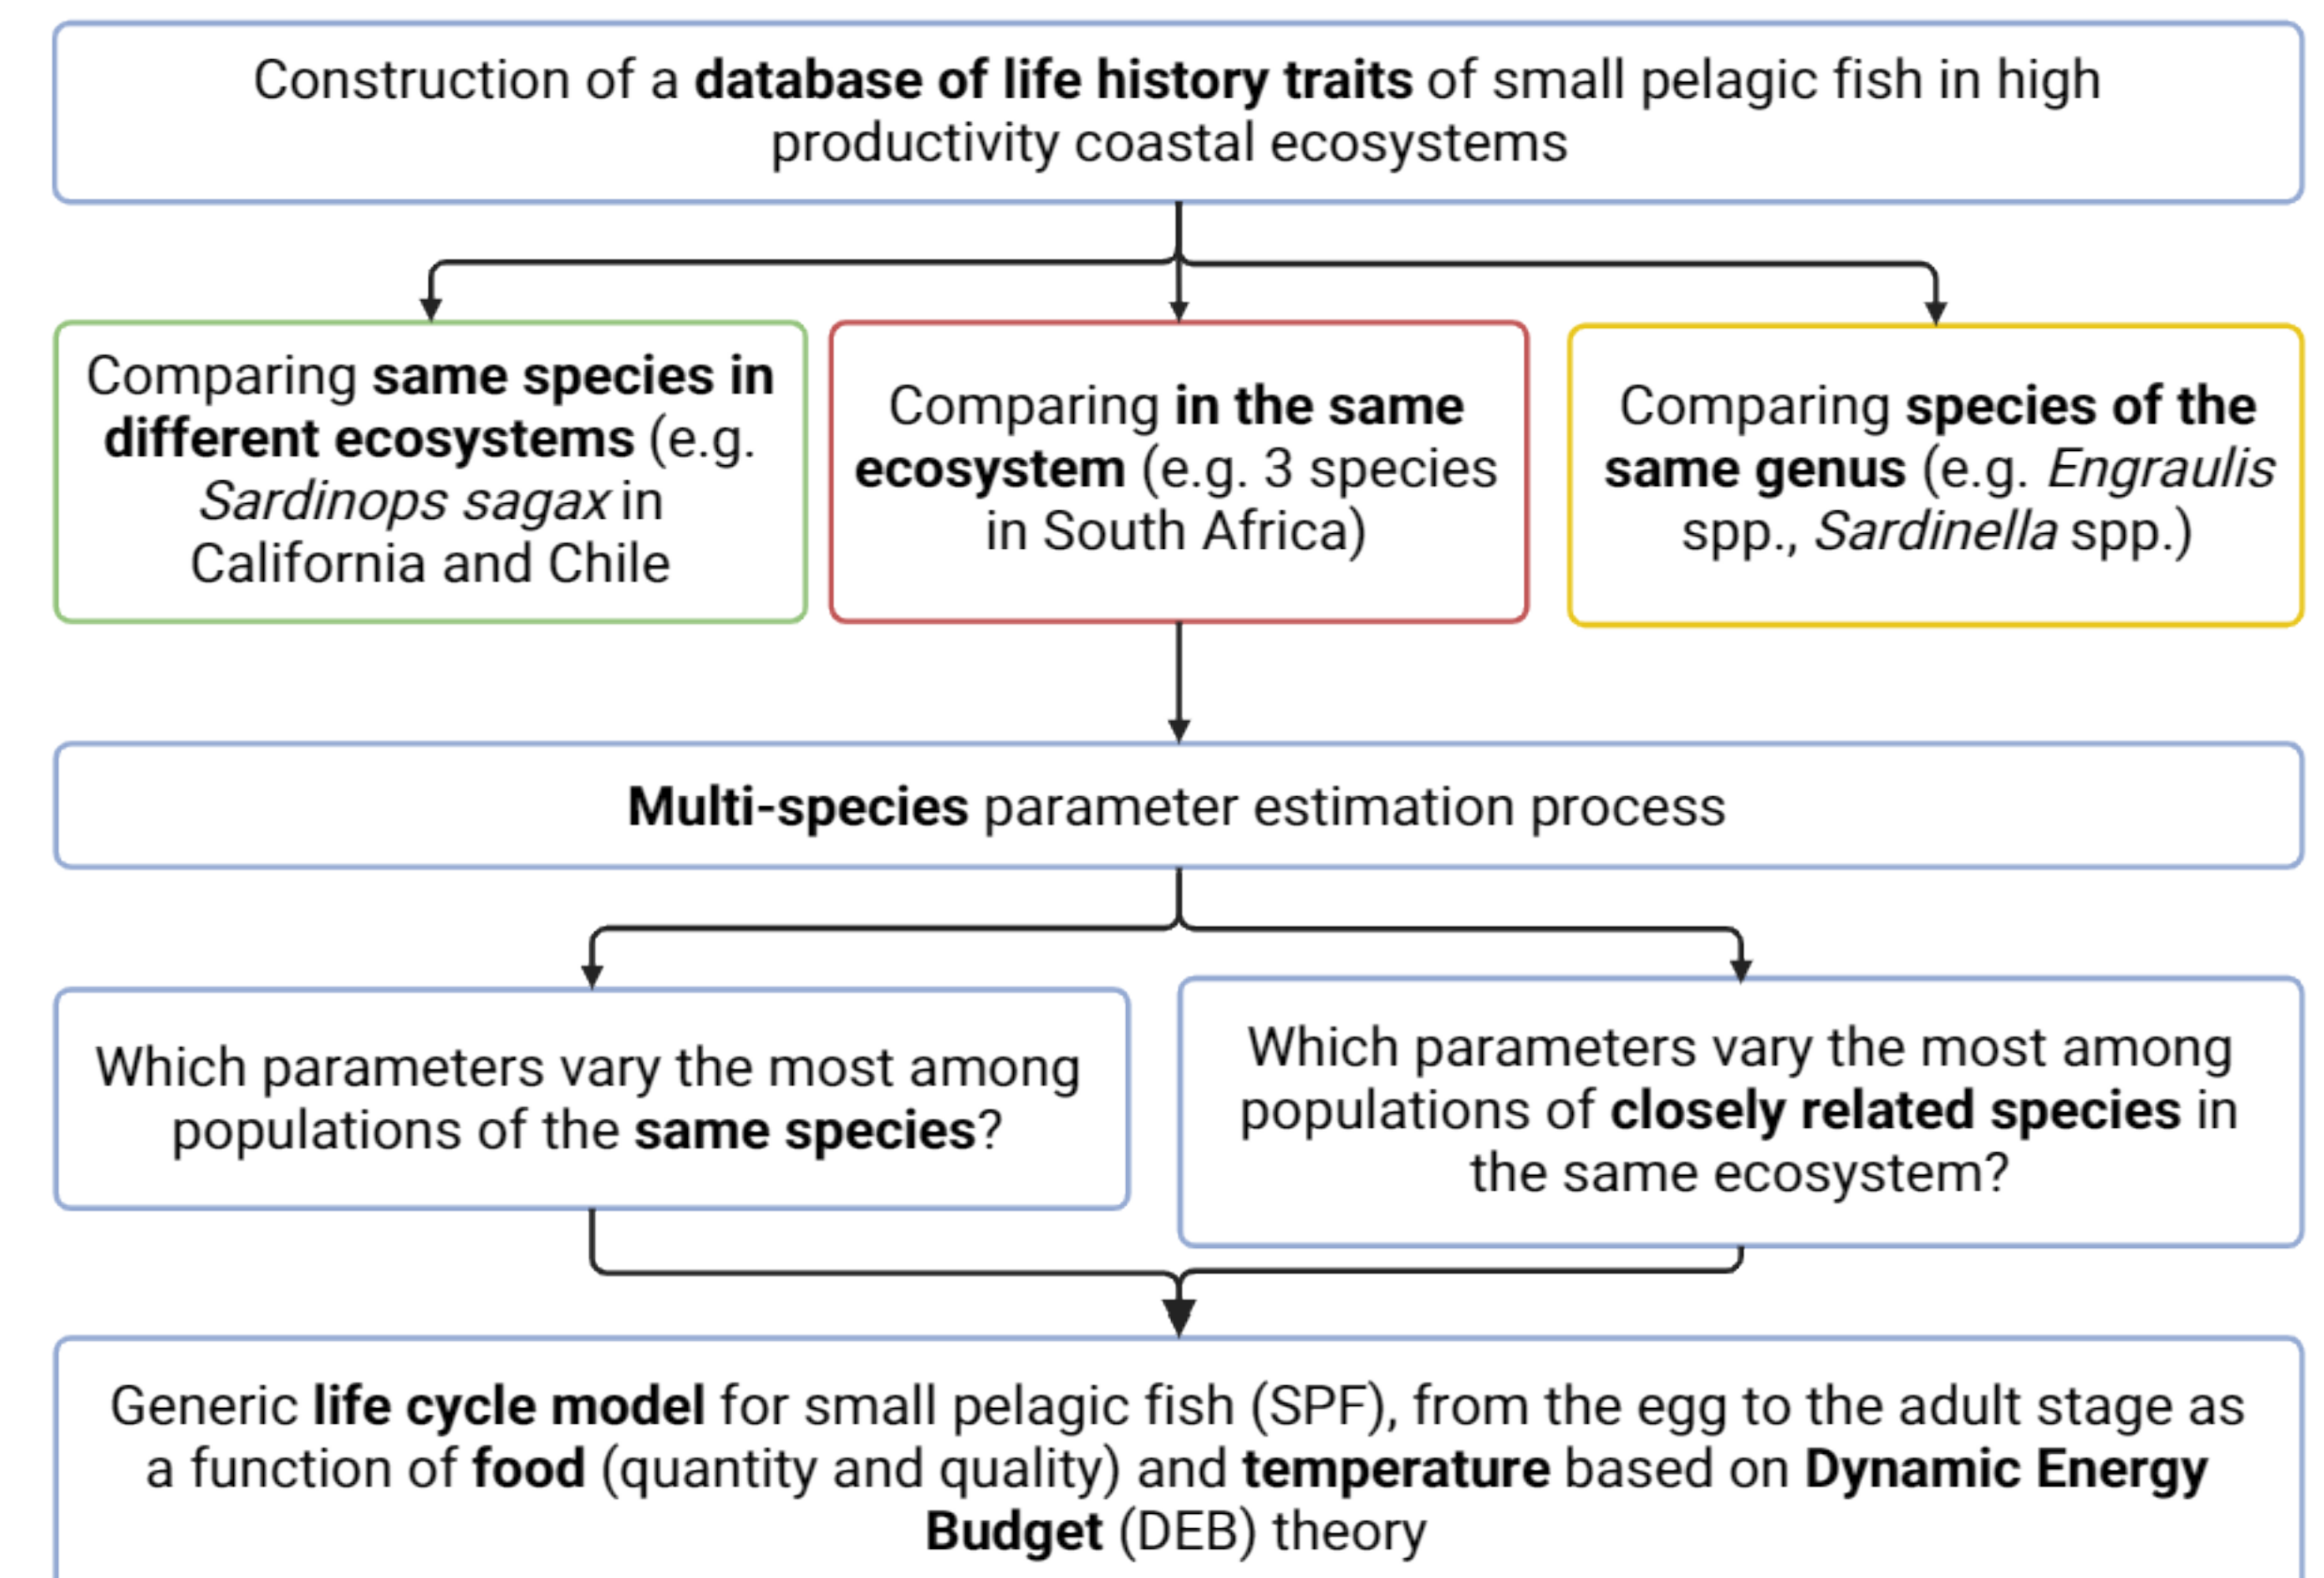 Construction of a database of life history traits of small pelagic fish in high
productivity coastal ecosystems
Comparing same species in
different ecosystems (e.g.
Sardinops sagax in
California and Chile
Comparing in the same
ecosystem (e.g. 3 species
in South Africa)
Comparing species of the
same genus (e.g. Engraulis
spp., Sardinella spp.)
Multi-species parameter estimation process
Which parameters vary the most among
populations of the same species?
Which parameters vary the most among
populations of closely related species in
the same ecosystem?
Generic life cycle model for small pelagic fish (SPF), from the egg to the adult stage as
a function of food (quantity and quality) and temperature based on Dynamic Energy
Budget (DEB) theory